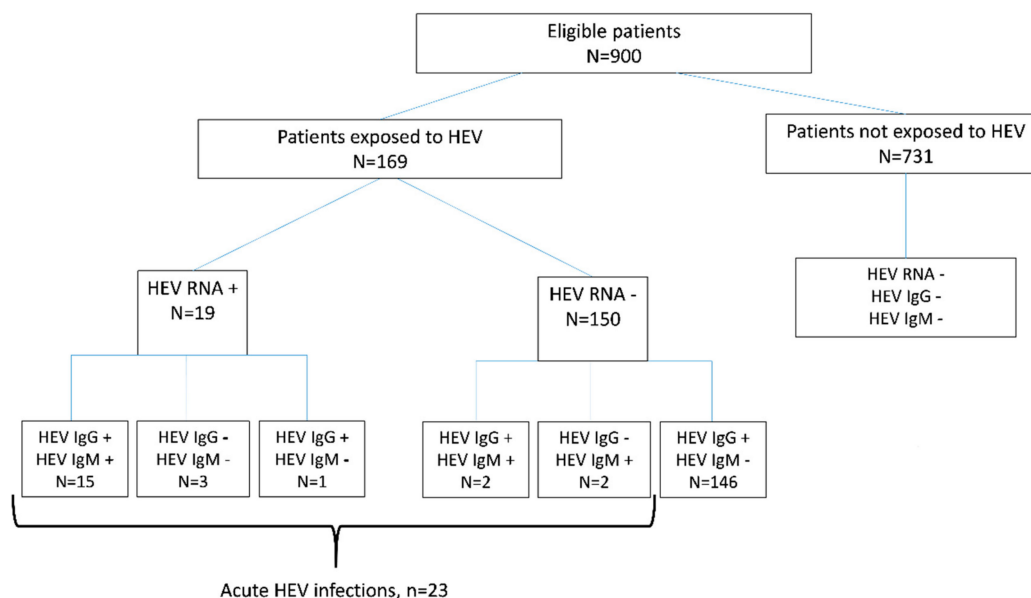 Eligible patients
N=900
Patients exposed to HEV
N=169
Patients not exposed to HEV
N=731
HEV RNA +
N=19
HEV RNA -
N=150
HEV RNA -
HEV IgG -
HEV IgM -
HEV IgG +
HEV IgM +
N=15
HEV IgG -
HEV IgM -
N=3
HEV IgG +
HEV IgM -
N=1
HEV IgG +
HEV IgM +
N=2
HEV IgG -
HEV IgM +
N=2
HEV IgG +
HEV IgM -
N=146
Acute HEV infections, n=23